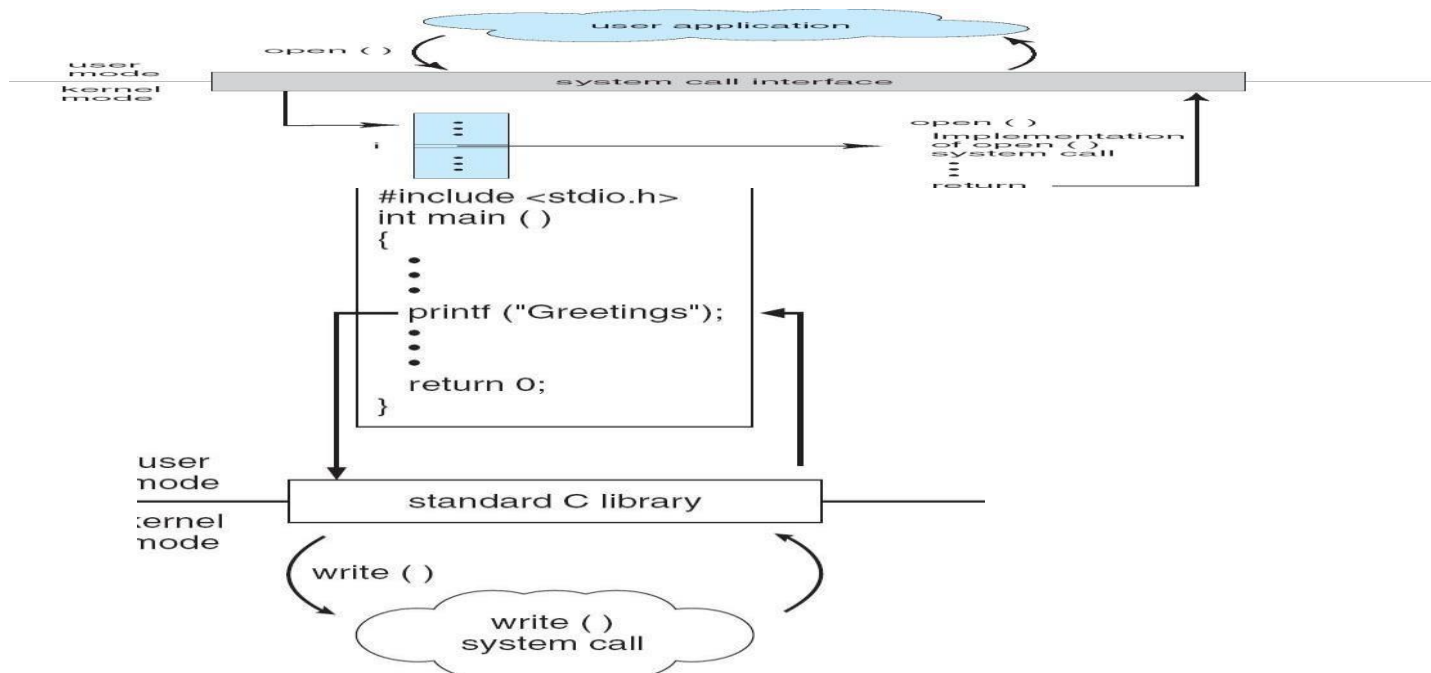 user application
open ( )
user
mode
system call interface
kernel
mode
open ( )
i
Implementation
of open ( )
system call
return
#include <stdio.h>
int main ( )
{
printf ("Greetings");
return 0;
}
user
mode
standard C library
kernel
mode
write ( )
write ( )
system call